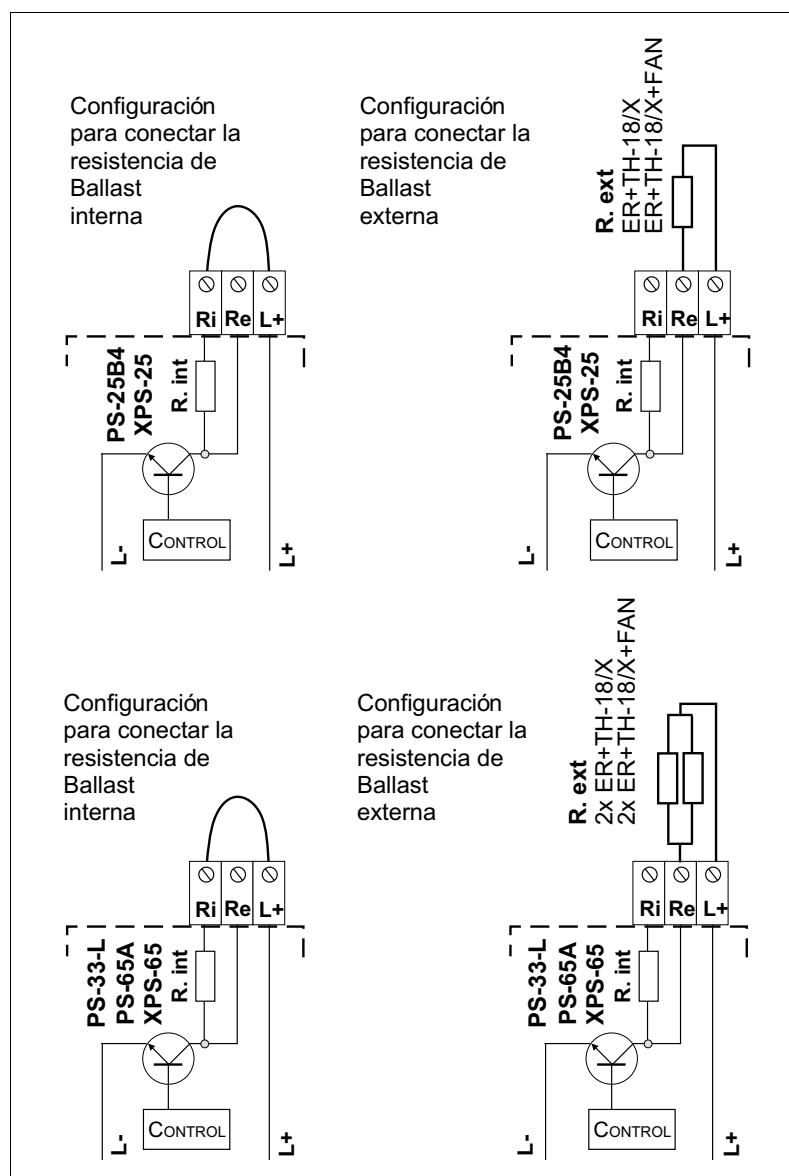 Configuración
para conectar la
resistencia de
Ballast
interna
Ri Re L+
PS-25B4
XPS-25
R. int
CONTROL
L-
L+
Configuración
para conectar la
resistencia de
Ballast
externa
R. ext
ER+TH-18/X
ER+TH-18/X+FAN
Ri Re L+
PS-25B4
XPS-25
R. int
CONTROL
L-
L+
Configuración
para conectar la
resistencia de
Ballast
interna
Ri Re L+
PS-33-L
PS-65A
XPS-65
R. int
CONTROL
L-
L+
Configuración
para conectar la
resistencia de
Ballast
externa
R. ext
2x ER+TH-18/X
2x ER+TH-18/X+FAN
Ri Re L+
PS-33-L
PS-65A
XPS-65
R. int
CONTROL
L-
L+